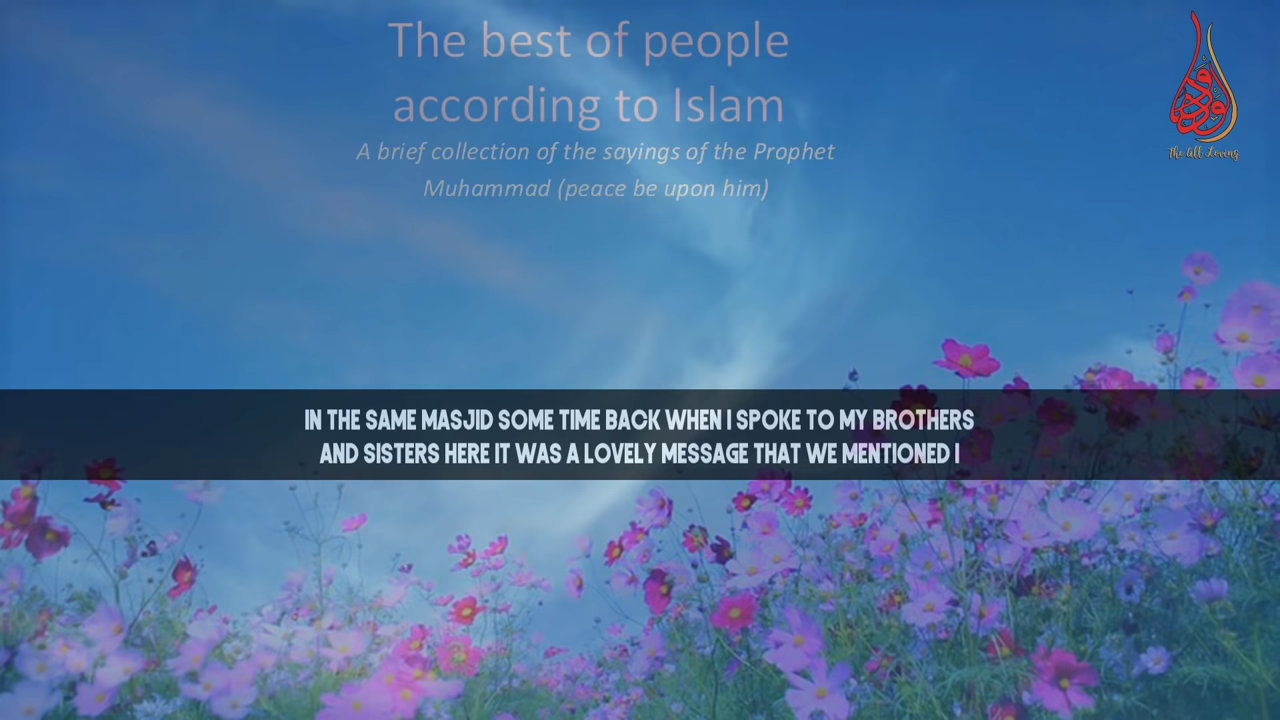 The best of people
according to Islam
A brief collection of the sayings of the Prophet
Muhammad (peace be upon him)
The All Loving
IN THE SAME MASJID SOME TIME BACK WHEN I SPOKE TO MY BROTHERS
AND SISTERS HERE IT WAS A LOVELY MESSAGE THAT WE MENTIONED I